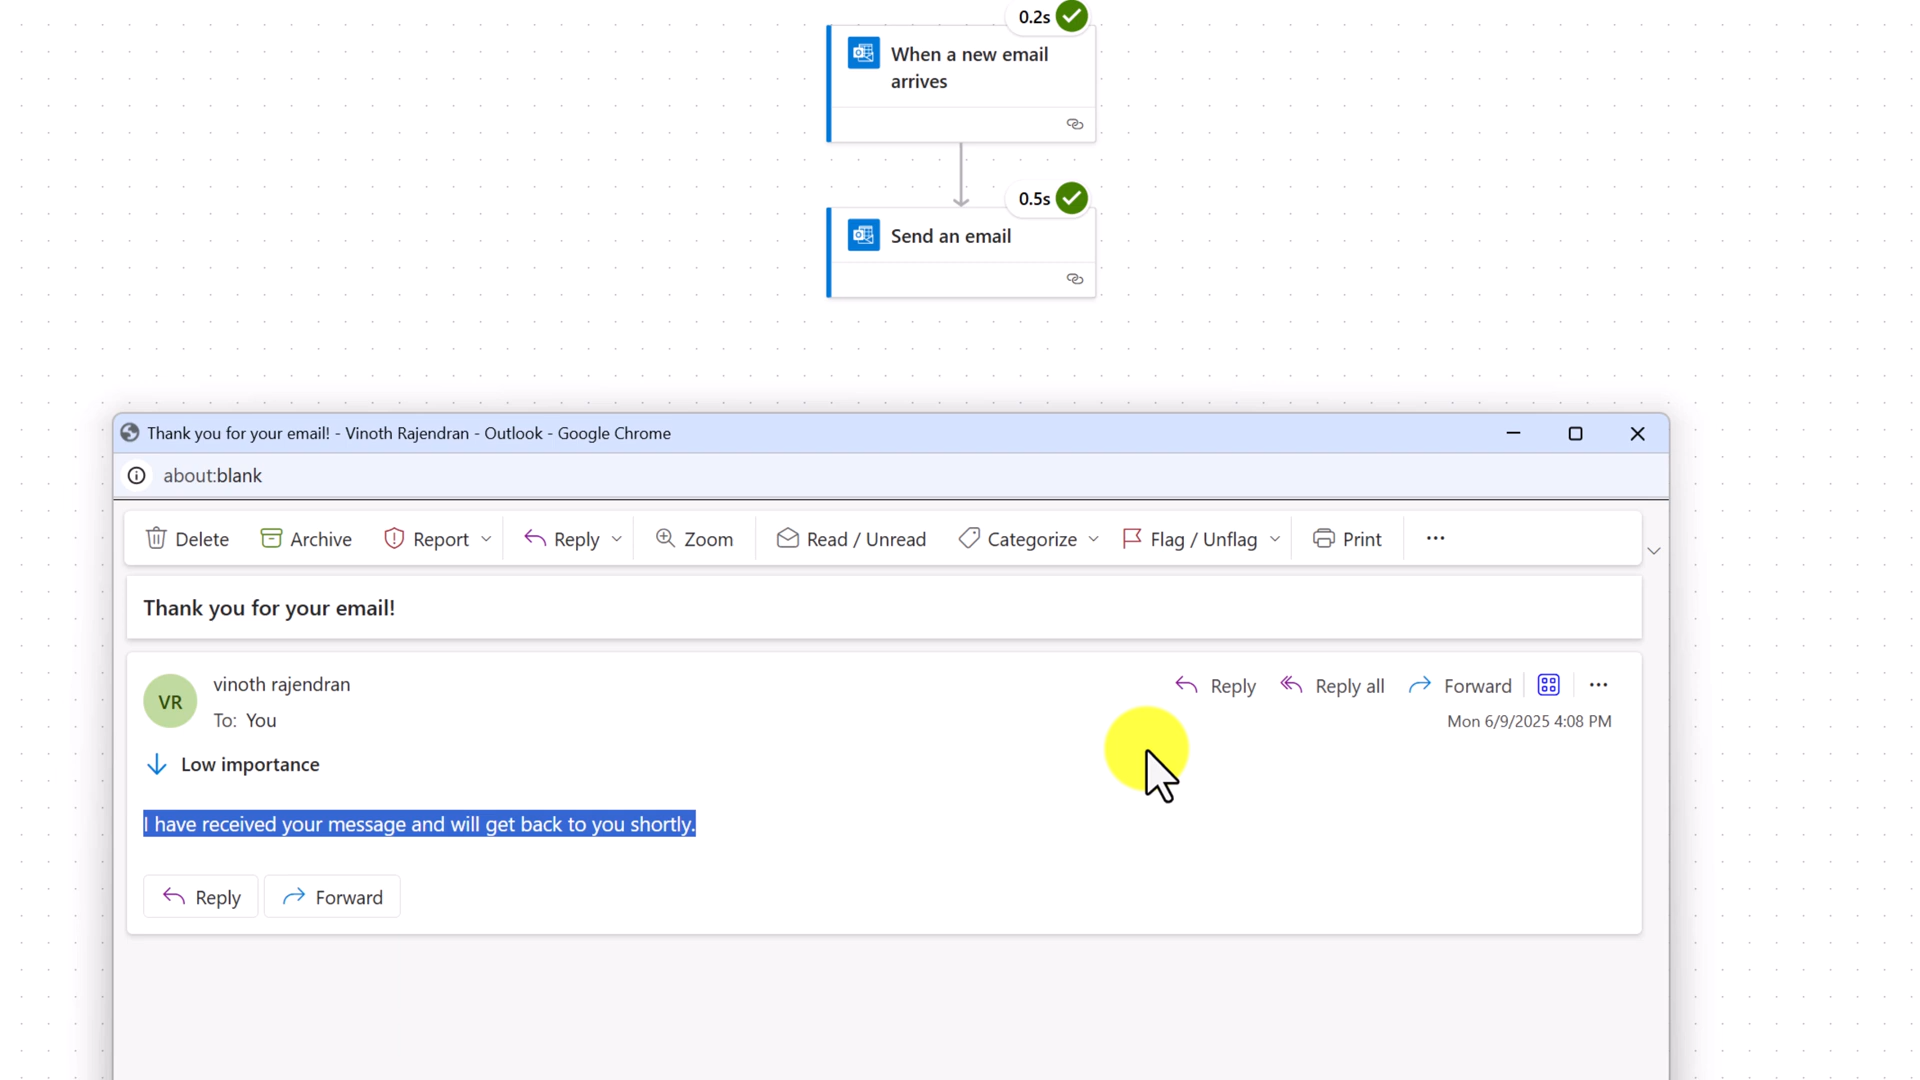 0.2s
When a new email
arrives
0.5s
Send an email
Thank you for your email! - Vinoth Rajendran - Outlook - Google Chrome
about:blank
Delete Archive Report Reply Zoom Read / Unread Categorize Flag / Unflag Print
Thank you for your email!
VR
vinoth rajendran
To: You
Reply Reply all Forward
Mon 6/9/2025 4:08 PM
Low importance
I have received your message and will get back to you shortly.
Reply Forward